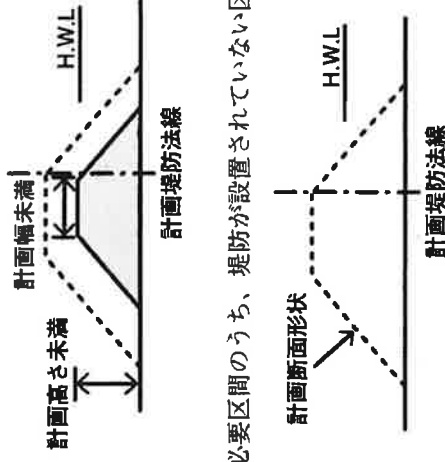 計画幅未満
H.W.L
計画高さ未満
計画堤防法線
必要区間のうち、堤防が設置されていない
H.W.L
計画断面形状
計画堤防法線